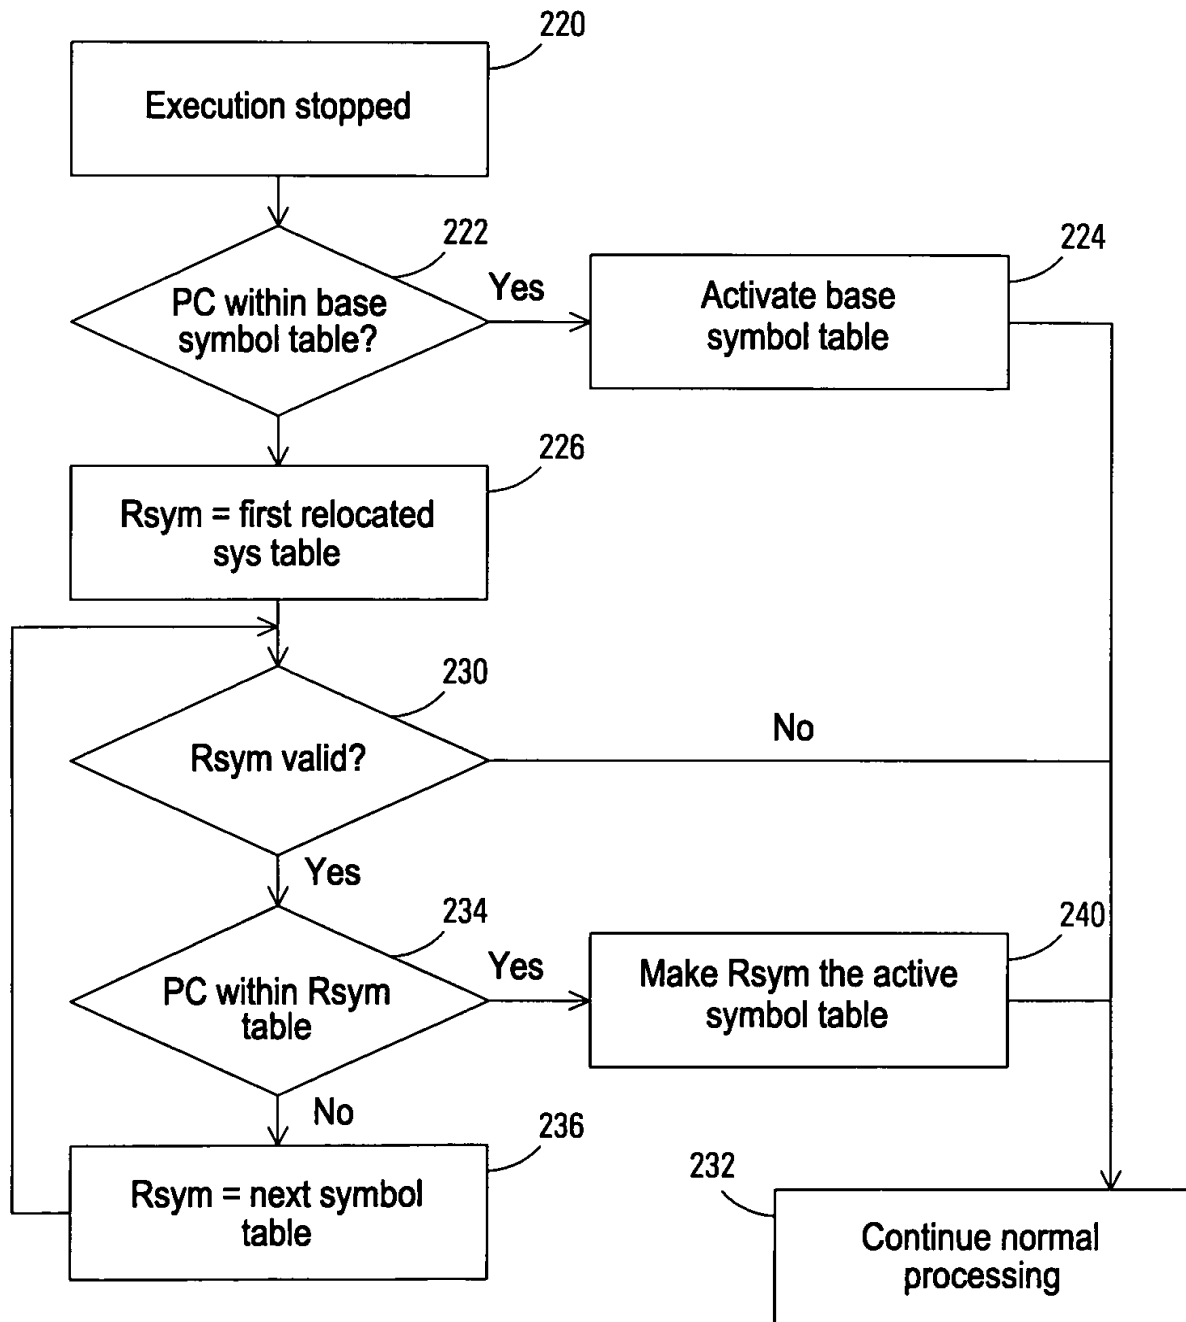 220
Execution stopped
222
PC within base
symbol table?
Yes
224
Activate base
symbol table
226
Rsym = first relocated
sys table
230
Rsym valid?
No
Yes
234
PC within Rsym
table
Yes
240
Make Rsym the active
symbol table
No
236
Rsym = next symbol
table
232
Continue normal
processing